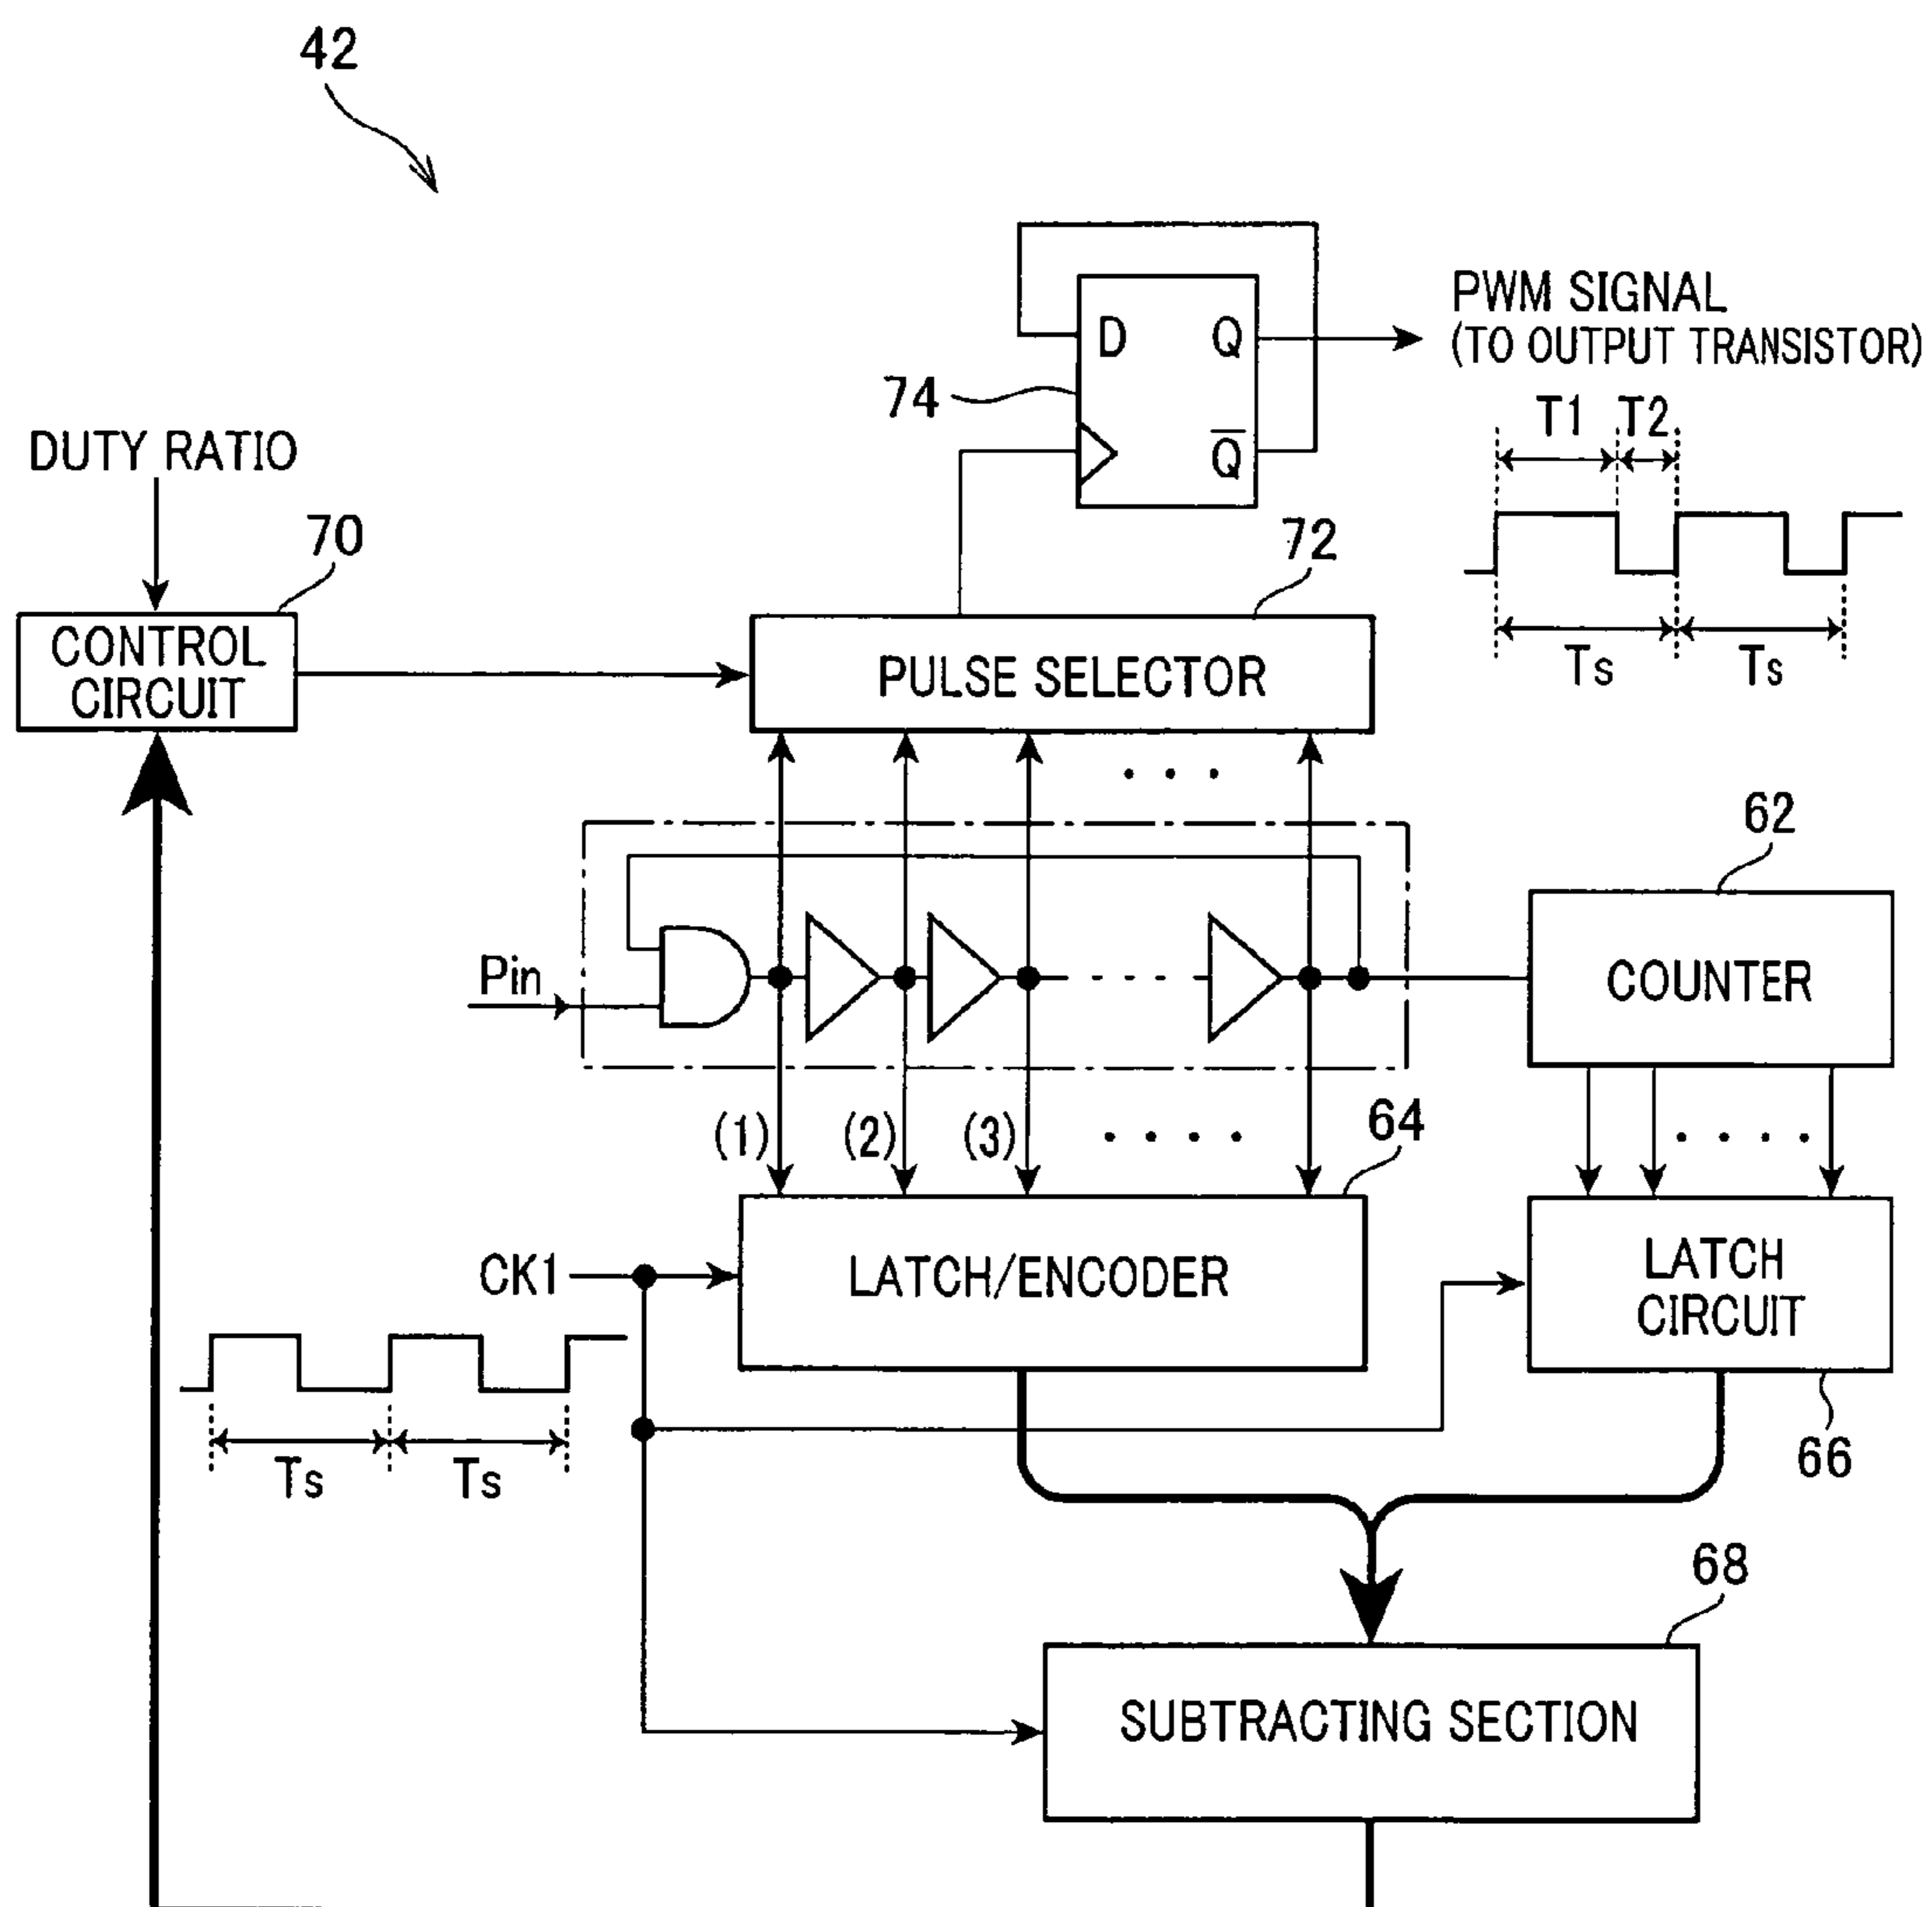 42
PWM SIGNAL
(TO OUTPUT TRANSISTOR)
D
Q
74
Q̅
T1
T2
DUTY RATIO
70
72
CONTROL
CIRCUIT
PULSE SELECTOR
Ts
Ts
62
Pin
COUNTER
(1)
(2)
(3)
64
CK1
LATCH/ENCODER
LATCH
CIRCUIT
Ts
Ts
66
68
SUBTRACTING SECTION